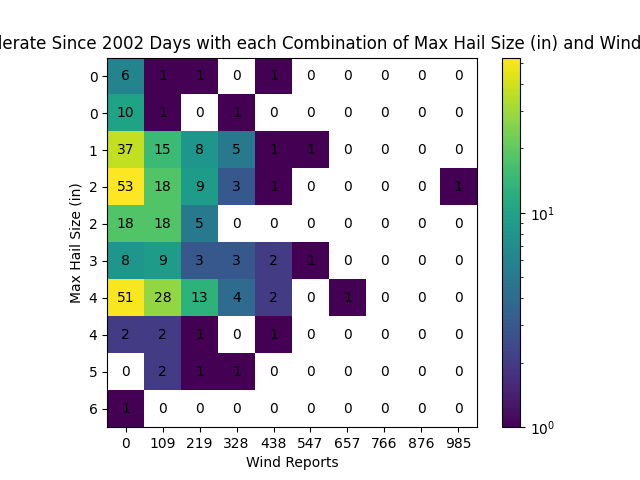 derate Since 2002 Days with each Combination of Max Hail Size (in) and Wind
0 6 1 1 0 1 0 0 0 0 0
0 10 1 0 1 0 0 0 0 0 0
1 37 15 8 5 1 1 0 0 0 0
2 53 18 9 3 1 0 0 0 0 1
2 18 18 5 0 0 0 0 0 0 0
3 8 9 3 3 2 1 0 0 0 0
4 51 28 13 4 2 0 1 0 0 0
4 2 2 1 0 1 0 0 0 0 0
5 0 2 1 1 0 0 0 0 0 0
6 1 0 0 0 0 0 0 0 0 0
0 109 219 328 438 547 657 766 876 985
Wind Reports
Max Hail Size (in)
10¹
10⁰